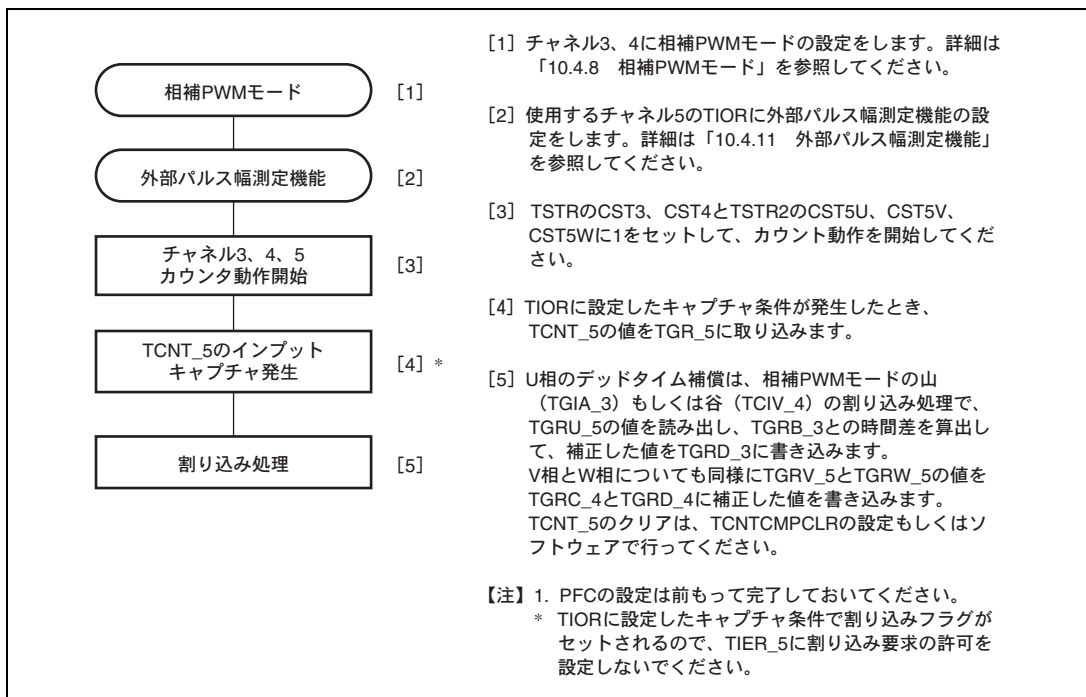 相補PWMモード [1]
外部パルス幅測定機能 [2]
チャネル3、4、5
カウンタ動作開始 [3]
TCNT_5のインプット
キャプチャ発生 [4] *
割り込み処理 [5]
[1] チャネル3、4に相補PWMモードの設定をします。詳細は
「10.4.8 相補PWMモード」を参照してください。
[2] 使用するチャネル5のTIORに外部パルス幅測定機能の設
定をします。詳細は「10.4.11 外部パルス幅測定機能」
を参照してください。
[3] TSTRのCST3、CST4とTSTR2のCST5U、CST5V、
CST5Wに1をセットして、カウント動作を開始してくだ
さい。
[4] TIORに設定したキャプチャ条件が発生したとき、
TCNT_5の値をTGR_5に取り込みます。
[5] U相のデッドタイム補償は、相補PWMモードの山
（TGIA_3）もしくは谷（TCIV_4）の割り込み処理で、
TGRU_5の値を読み出し、TGRB_3との時間差を算出し
て、補正した値をTGRD_3に書き込みます。
V相とW相についても同様にTGRV_5とTGRW_5の値を
TGRC_4とTGRD_4に補正した値を書き込みます。
TCNT_5のクリアは、TCNTCMPCLRの設定もしくはソ
フトウェアで行ってください。
【注】1. PFCの設定は前もって完了しておいてください。
* TIORに設定したキャプチャ条件で割り込みフラグが
セットされるので、TIER_5に割り込み要求の許可を
設定しないでください。